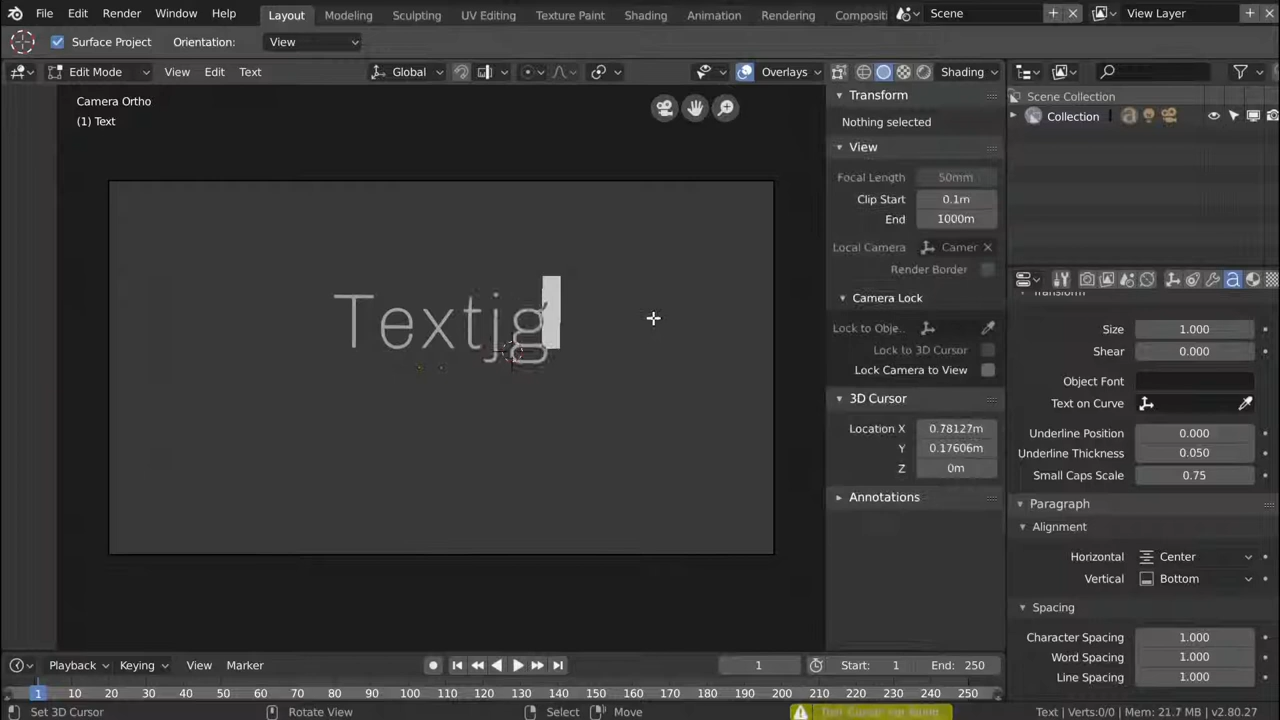 File Edit Render Window Help Layout Modeling Sculpting UV Editing Texture Paint Shading Animation Rendering Scene View Layer
Surface Project Orientation: View
Edit Mode View Edit Text Global Overlays Shading
Camera Ortho
(1) Text
Textjg
Transform
Nothing selected
View
Focal Length 50mm
Clip Start 0.1m
End 1000m
Local Camera Camer
Render Border
Camera Lock
Lock to Obje..
Lock to 3D Cursor
Lock Camera to View
3D Cursor
Location X 0.78127m
Y 0.17606m
Z 0m
Annotations
Scene Collection
Collection
Transform
Size 1.000
Shear 0.000
Object Font
Text on Curve
Underline Position 0.000
Underline Thickness 0.050
Small Caps Scale 0.75
Paragraph
Alignment
Horizontal Center
Vertical Bottom
Spacing
Character Spacing 1.000
Word Spacing 1.000
Line Spacing 1.000
Playback Keying View Marker 1 Start: 1 End: 250
1 10 20 30 40 50 60 70 80 90 100 110 120 130 140 150 160 170 180 190 200 210 220 230 240 250
Set 3D Cursor Rotate View Select Move Text | Verts:0/0 | Mem: 21.7 MB | v2.80.27